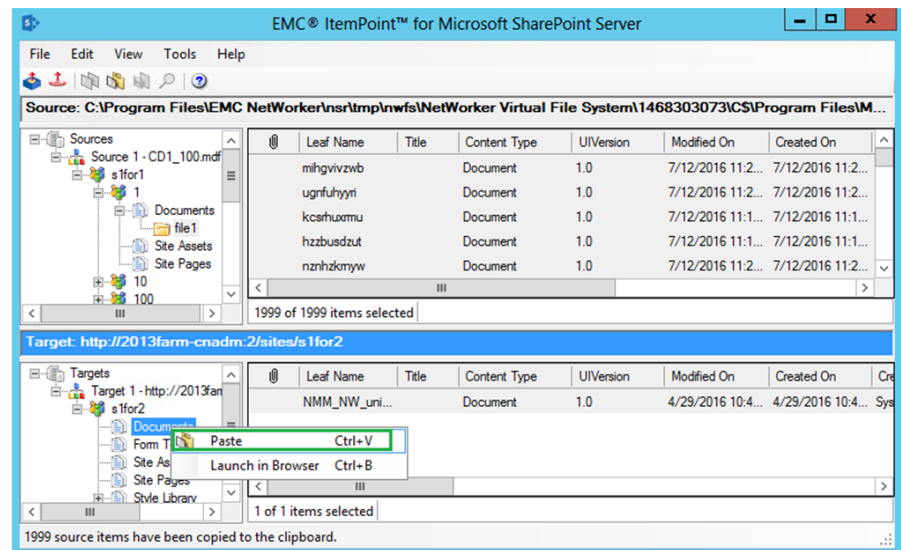 EMC® ItemPoint™ for Microsoft SharePoint Server
File Edit View Tools Help
Source: C:\Program Files\EMC NetWorker\nsr\tmp\nwfs\NetWorker Virtual File System\1468303073\C$\Program Files\M...
Sources
Source 1 - CD1_100.mdf
s1for1
1
Documents
file1
Site Assets
Site Pages
10
100
Leaf Name Title Content Type UIVersion Modified On Created On
mihgvivzwb Document 1.0 7/12/2016 11:2... 7/12/2016 11:2...
ugnfuhyyri Document 1.0 7/12/2016 11:2... 7/12/2016 11:2...
kcsrhuxmu Document 1.0 7/12/2016 11:1... 7/12/2016 11:1...
hzzbusdzut Document 1.0 7/12/2016 11:1... 7/12/2016 11:1...
nznhzkmyw Document 1.0 7/12/2016 11:2... 7/12/2016 11:2...
1999 of 1999 items selected
Target: http://2013farm-cnadm:2/sites/s1for2
Targets
Target 1 - http://2013farm
s1for2
Documents
Form T
Site As
Site Pages
Style Library
Paste Ctrl+V
Launch in Browser Ctrl+B
Leaf Name Title Content Type UIVersion Modified On Created On Cre
NMM_NW_uni... Document 1.0 4/29/2016 10:4... 4/29/2016 10:4... Sys
1 of 1 items selected
1999 source items have been copied to the clipboard.